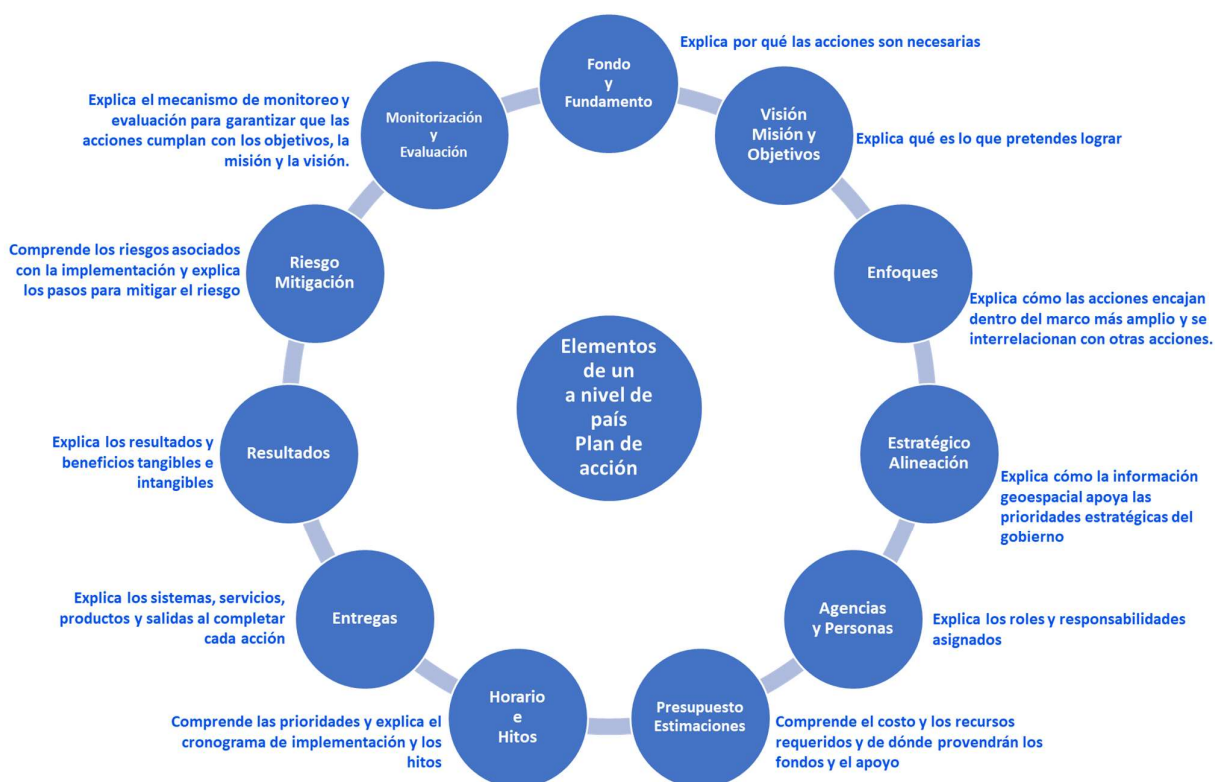 Fondo
y
Fundamento
Explica por qué las acciones son necesarias
Visión
Misión y
Objetivos
Explica qué es lo que pretendes lograr
Enfoques
Explica cómo las acciones encajan
dentro del marco más amplio y se
interrelacionan con otras acciones.
Estratégico
Alineación
Explica cómo la información
geoespacial apoya las
prioridades estratégicas del
gobierno
Agencias
y Personas
Explica los roles y responsabilidades
asignados
Presupuesto
Estimaciones
Comprende el costo y los recursos
requeridos y de dónde provendrán los
fondos y el apoyo
Horario
e
Hitos
Comprende las prioridades y explica el
cronograma de implementación y los
hitos
Entregas
Explica los sistemas, servicios,
productos y salidas al completar
cada acción
Resultados
Explica los resultados y
beneficios tangibles e
intangibles
Riesgo
Mitigación
Comprende los riesgos asociados
con la implementación y explica
los pasos para mitigar el riesgo
Monitorización
y
Evaluación
Explica el mecanismo de monitoreo y
evaluación para garantizar que las
acciones cumplan con los objetivos, la
misión y la visión.
Elementos
de un
a nivel de
país
Plan de
acción